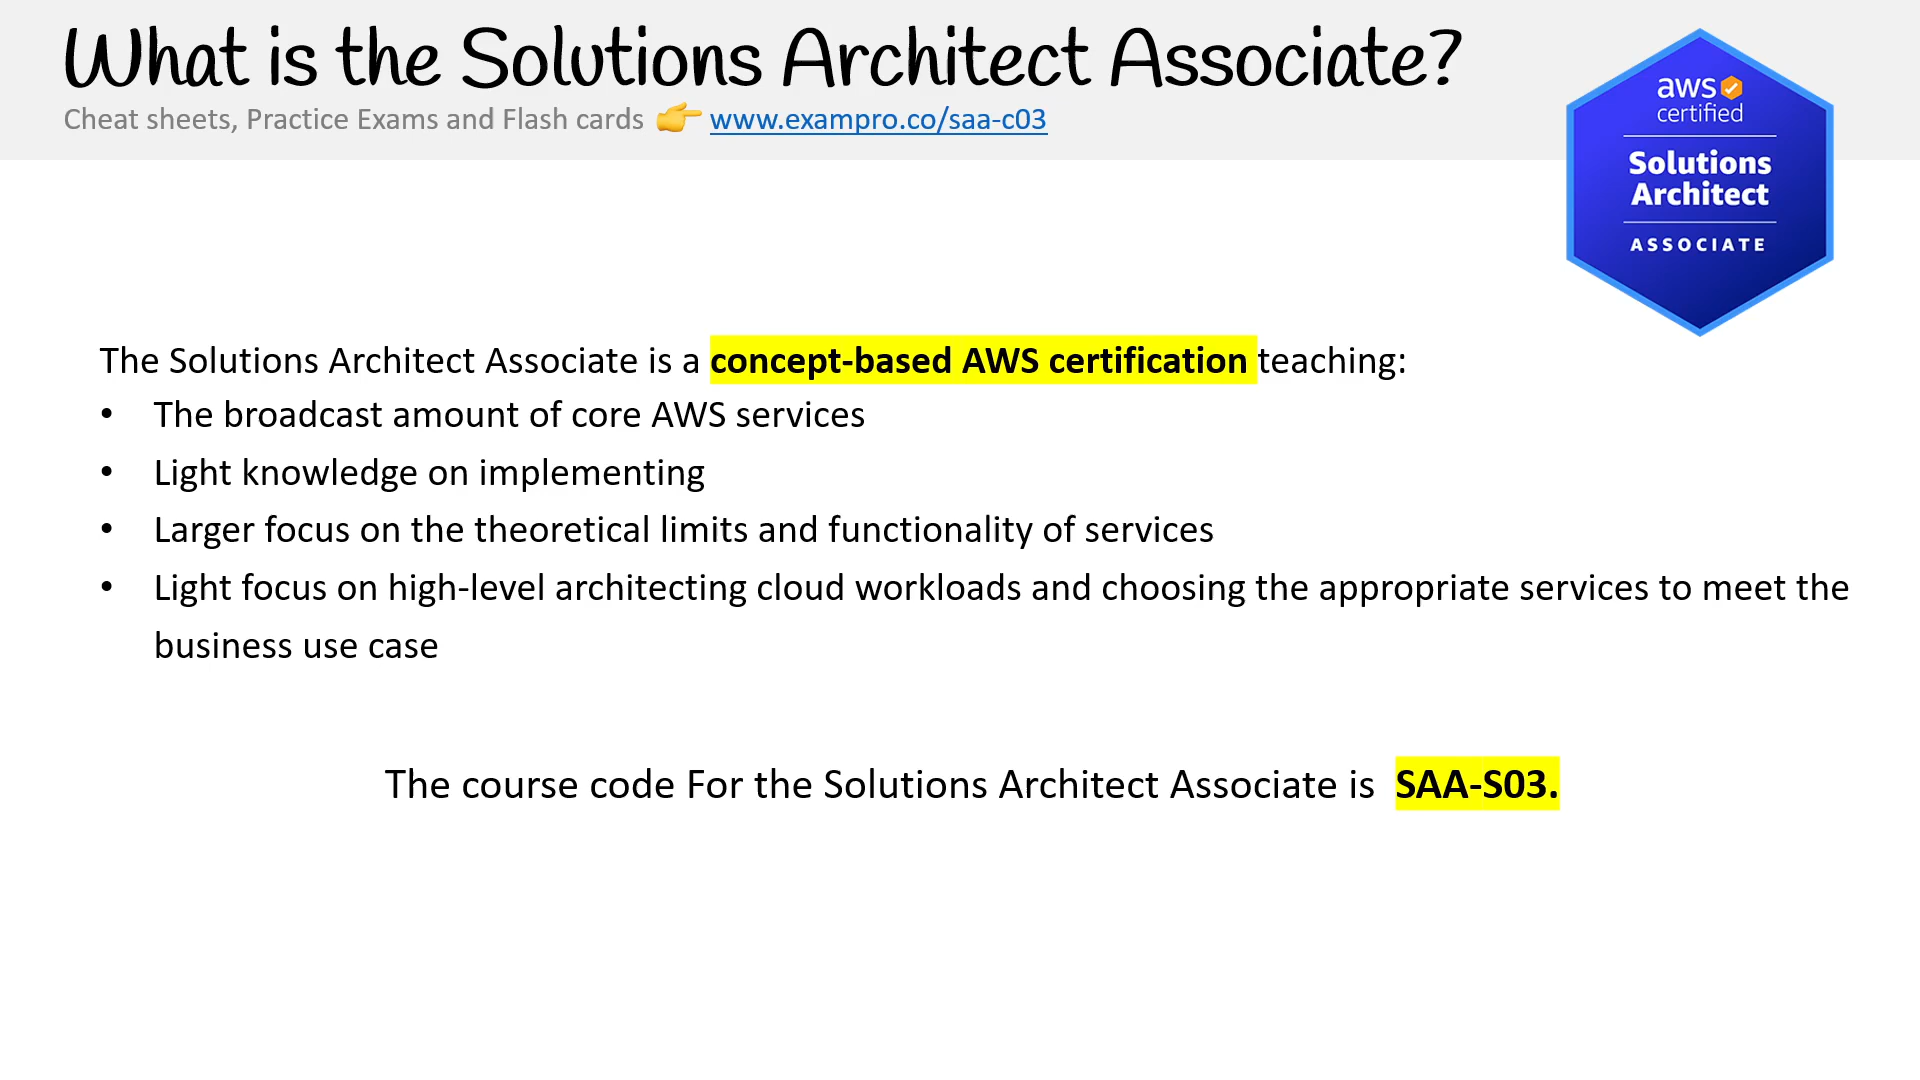 What is the Solutions Architect Associate?
Cheat sheets, Practice Exams and Flash cards 👉 www.exampro.co/saa-c03
aws
certified
Solutions
Architect
ASSOCIATE
The Solutions Architect Associate is a concept-based AWS certification teaching:
• The broadcast amount of core AWS services
• Light knowledge on implementing
• Larger focus on the theoretical limits and functionality of services
• Light focus on high-level architecting cloud workloads and choosing the appropriate services to meet the
business use case
The course code For the Solutions Architect Associate is SAA-S03.